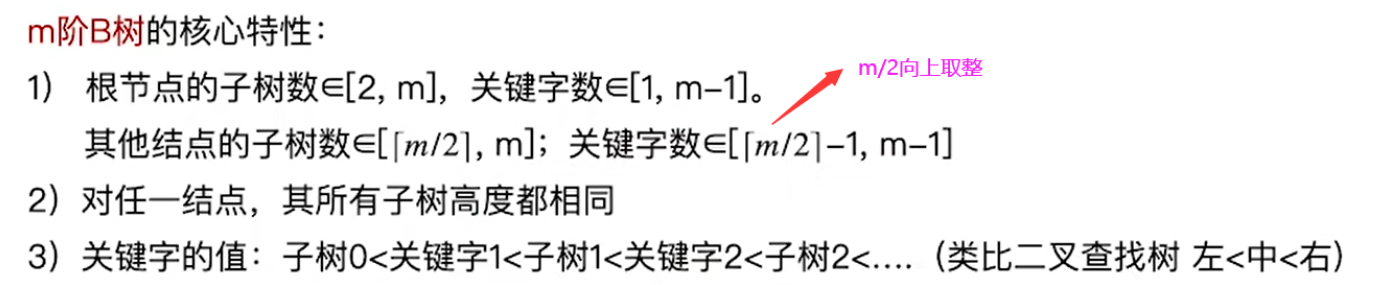 m阶B树的核心特性：
m/2向上取整
1） 根节点的子树数∈[2, m]，关键字数∈[1, m−1]。
其他结点的子树数∈[⌈m/2⌉, m]；关键字数∈[⌈m/2⌉−1, m−1]
2）对任一结点，其所有子树高度都相同
3）关键字的值：子树0<关键字1<子树1<关键字2<子树2<....（类比二叉查找树 左<中<右）